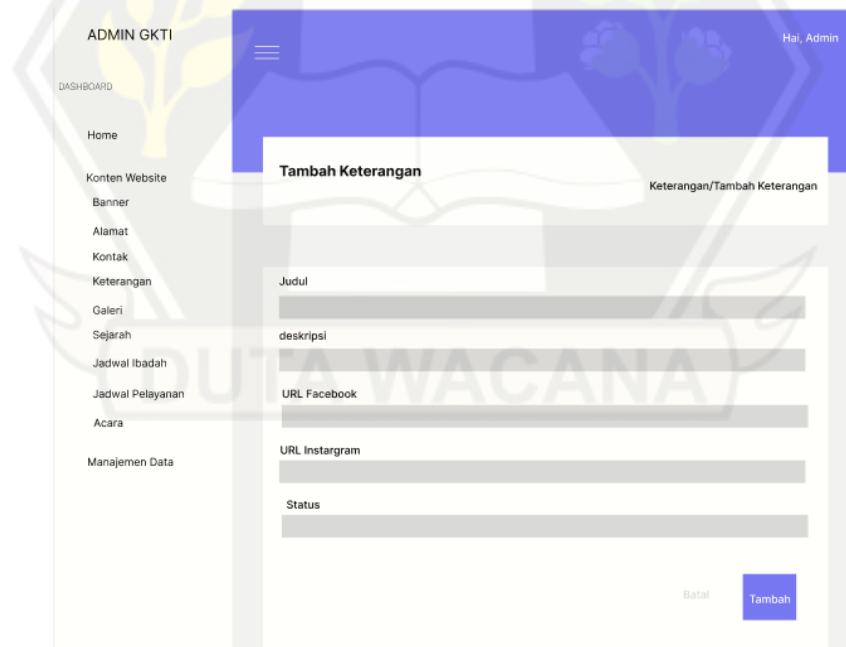 ADMIN GKTI
DASHBOARD
Home
Konten Website
Banner
Alamat
Kontak
Keterangan
Galeri
Sejarah
Jadwal Ibadah
Jadwal Pelayanan
Acara
Manajemen Data
Hai, Admin
Tambah Keterangan
Keterangan/Tambah Keterangan
Judul
deskripsi
URL Facebook
URL Instargram
Status
Batal
Tambah
DUTA WACANA